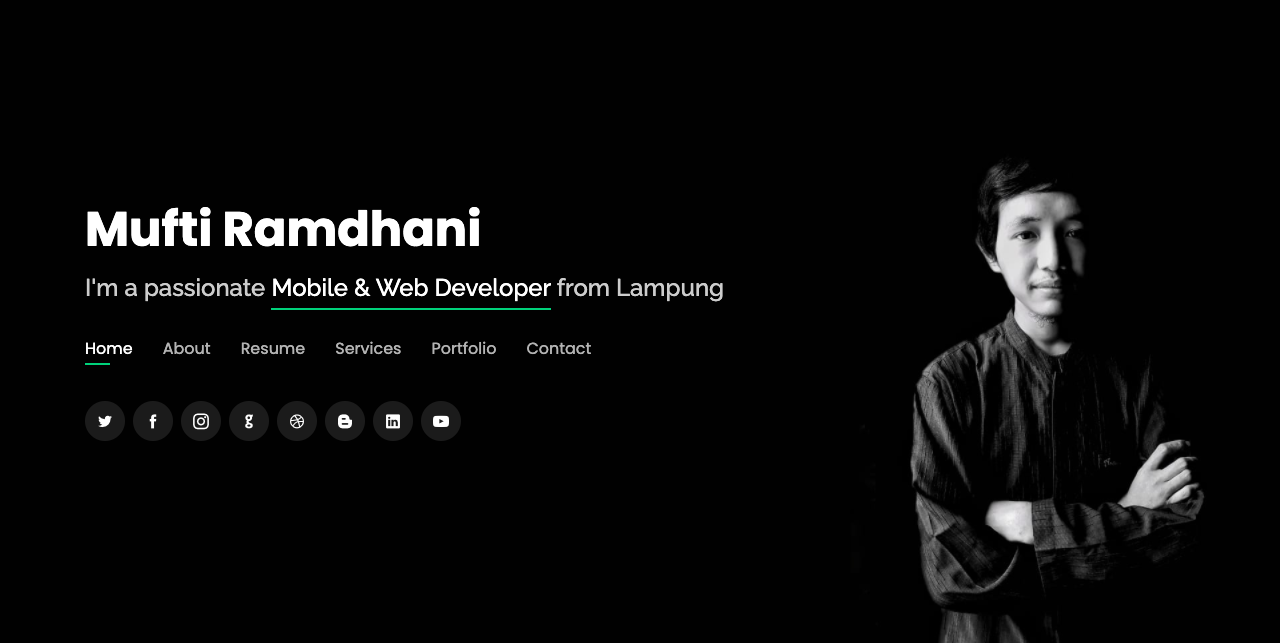 Mufti Ramdhani
I'm a passionate Mobile & Web Developer from Lampung
Home About Resume Services Portfolio Contact